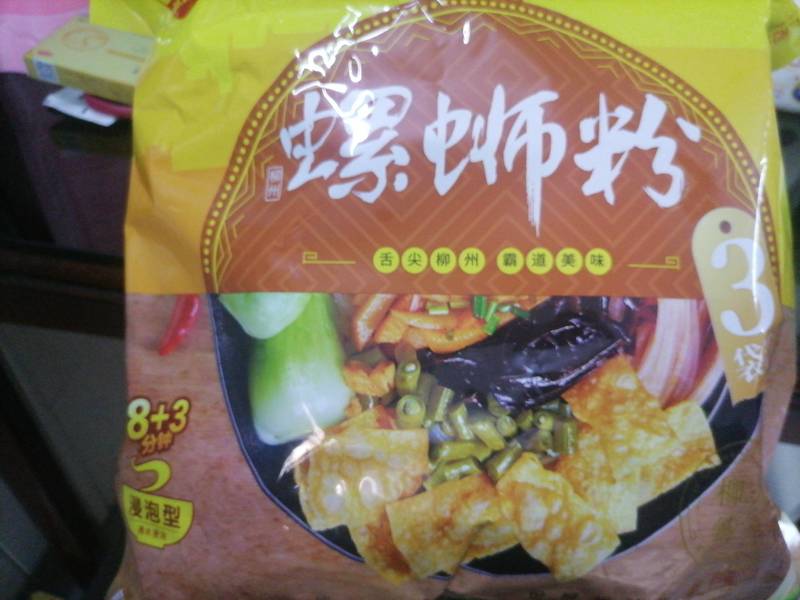 螺蛳粉
舌尖柳州 霸道美味
3
袋
8+3
分钟
浸泡型